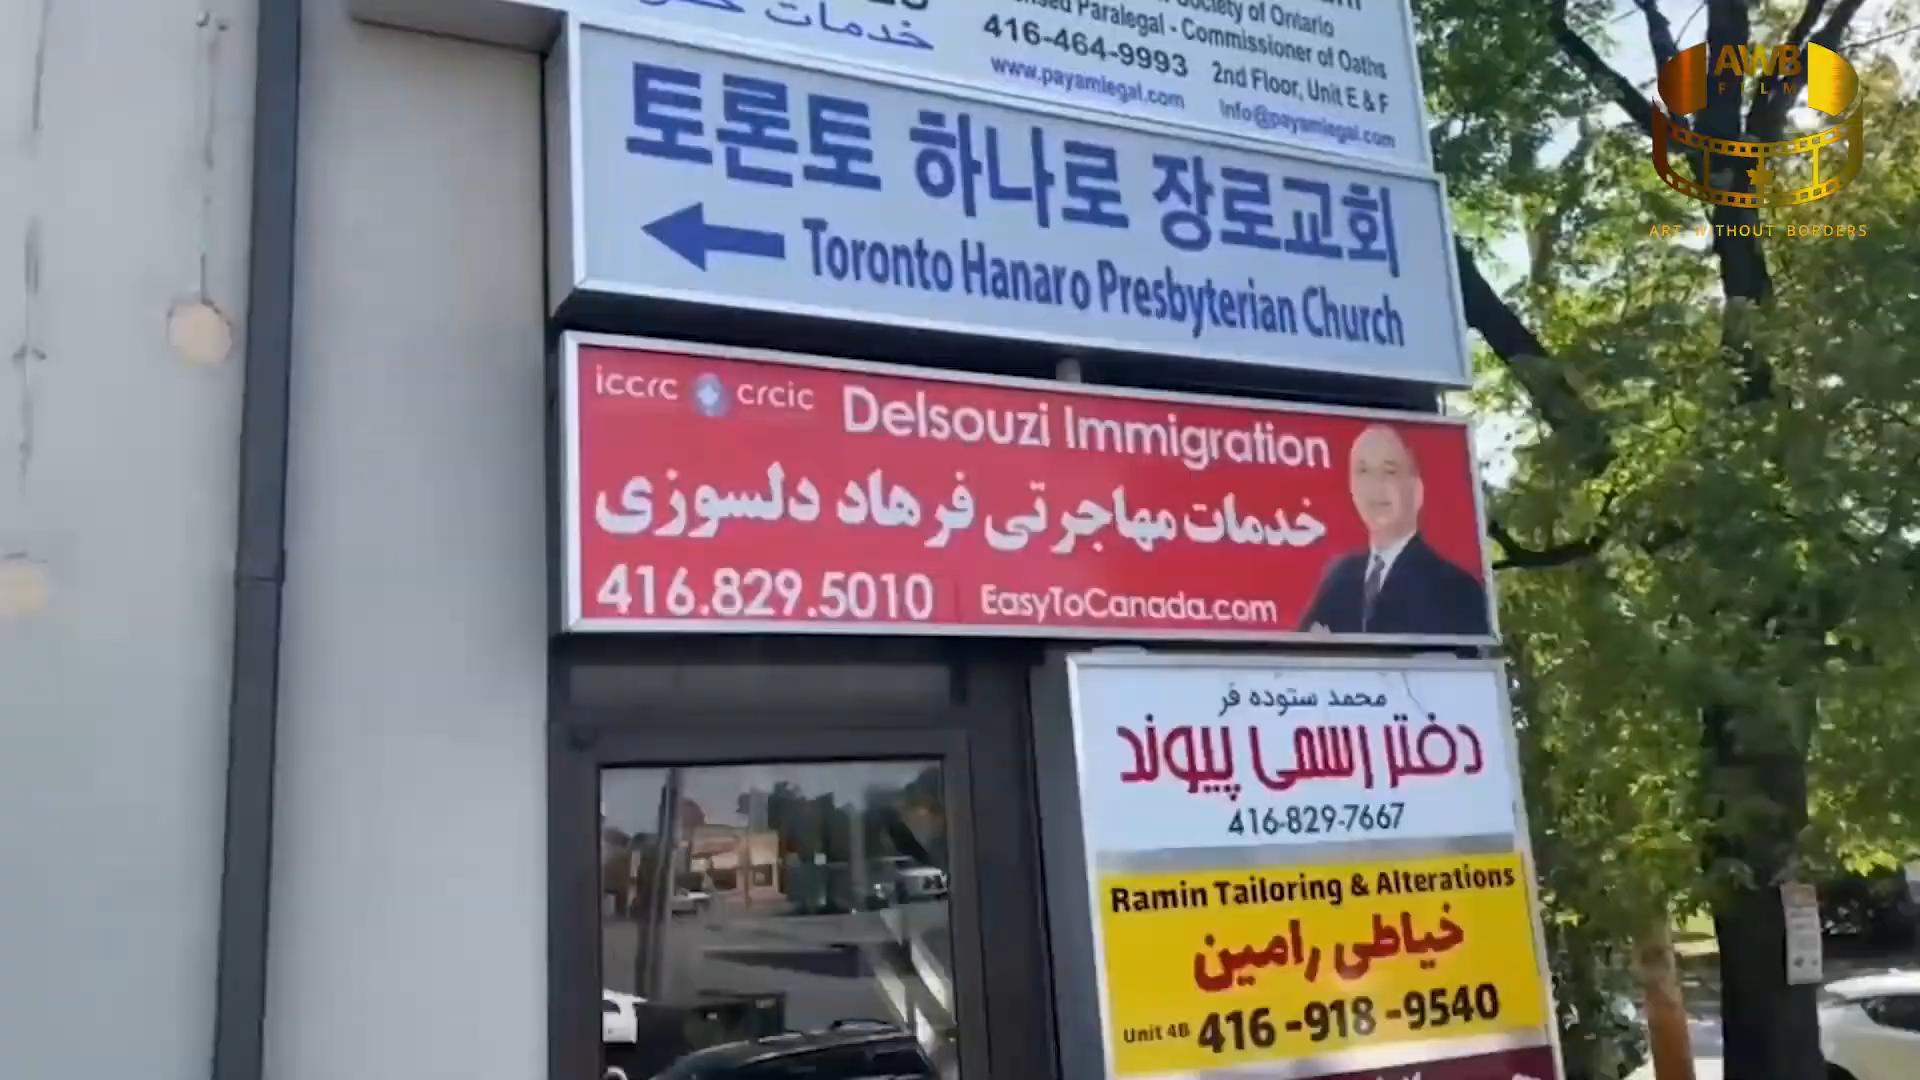 خدمات
Society of Ontario
Paralegal - Commissioner of Oaths
416-464-9993
2nd Floor, Unit E & F
www.payamlegal.com
Info@payamlegal.com
토론토 하나로 장로교회
Toronto Hanaro Presbyterian Church
iccrc crcic
Delsouzi Immigration
خدمات مهاجرتی فرهاد دلسوزی
416.829.5010
EasyToCanada.com
محمد ستوده فر
دفتر رسمی پیوند
416-829-7667
Ramin Tailoring & Alterations
خیاطی رامین
Unit 4B 416-918-9540
AWB
FILM
ART WITHOUT BORDERS